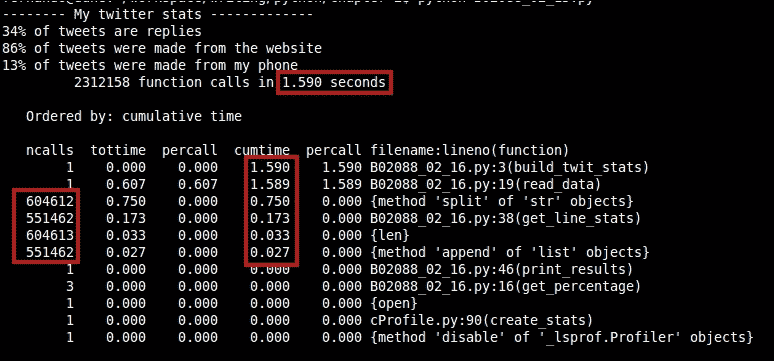 -------- My twitter stats -------------
34% of tweets are replies
86% of tweets were made from the website
13% of tweets were made from my phone
2312158 function calls in 1.590 seconds
Ordered by: cumulative time
ncalls tottime percall cumtime percall filename:lineno(function)
1 0.000 0.000 1.590 1.590 B02088_02_16.py:3(build_twit_stats)
1 0.607 0.607 1.589 1.589 B02088_02_16.py:19(read_data)
604612 0.750 0.000 0.750 0.000 {method 'split' of 'str' objects}
551462 0.173 0.000 0.173 0.000 B02088_02_16.py:38(get_line_stats)
604613 0.033 0.000 0.033 0.000 {len}
551462 0.027 0.000 0.027 0.000 {method 'append' of 'list' objects}
1 0.000 0.000 0.000 0.000 B02088_02_16.py:46(print_results)
3 0.000 0.000 0.000 0.000 B02088_02_16.py:16(get_percentage)
1 0.000 0.000 0.000 0.000 {open}
1 0.000 0.000 0.000 0.000 cProfile.py:90(create_stats)
1 0.000 0.000 0.000 0.000 {method 'disable' of '_lsprof.Profiler' objects}